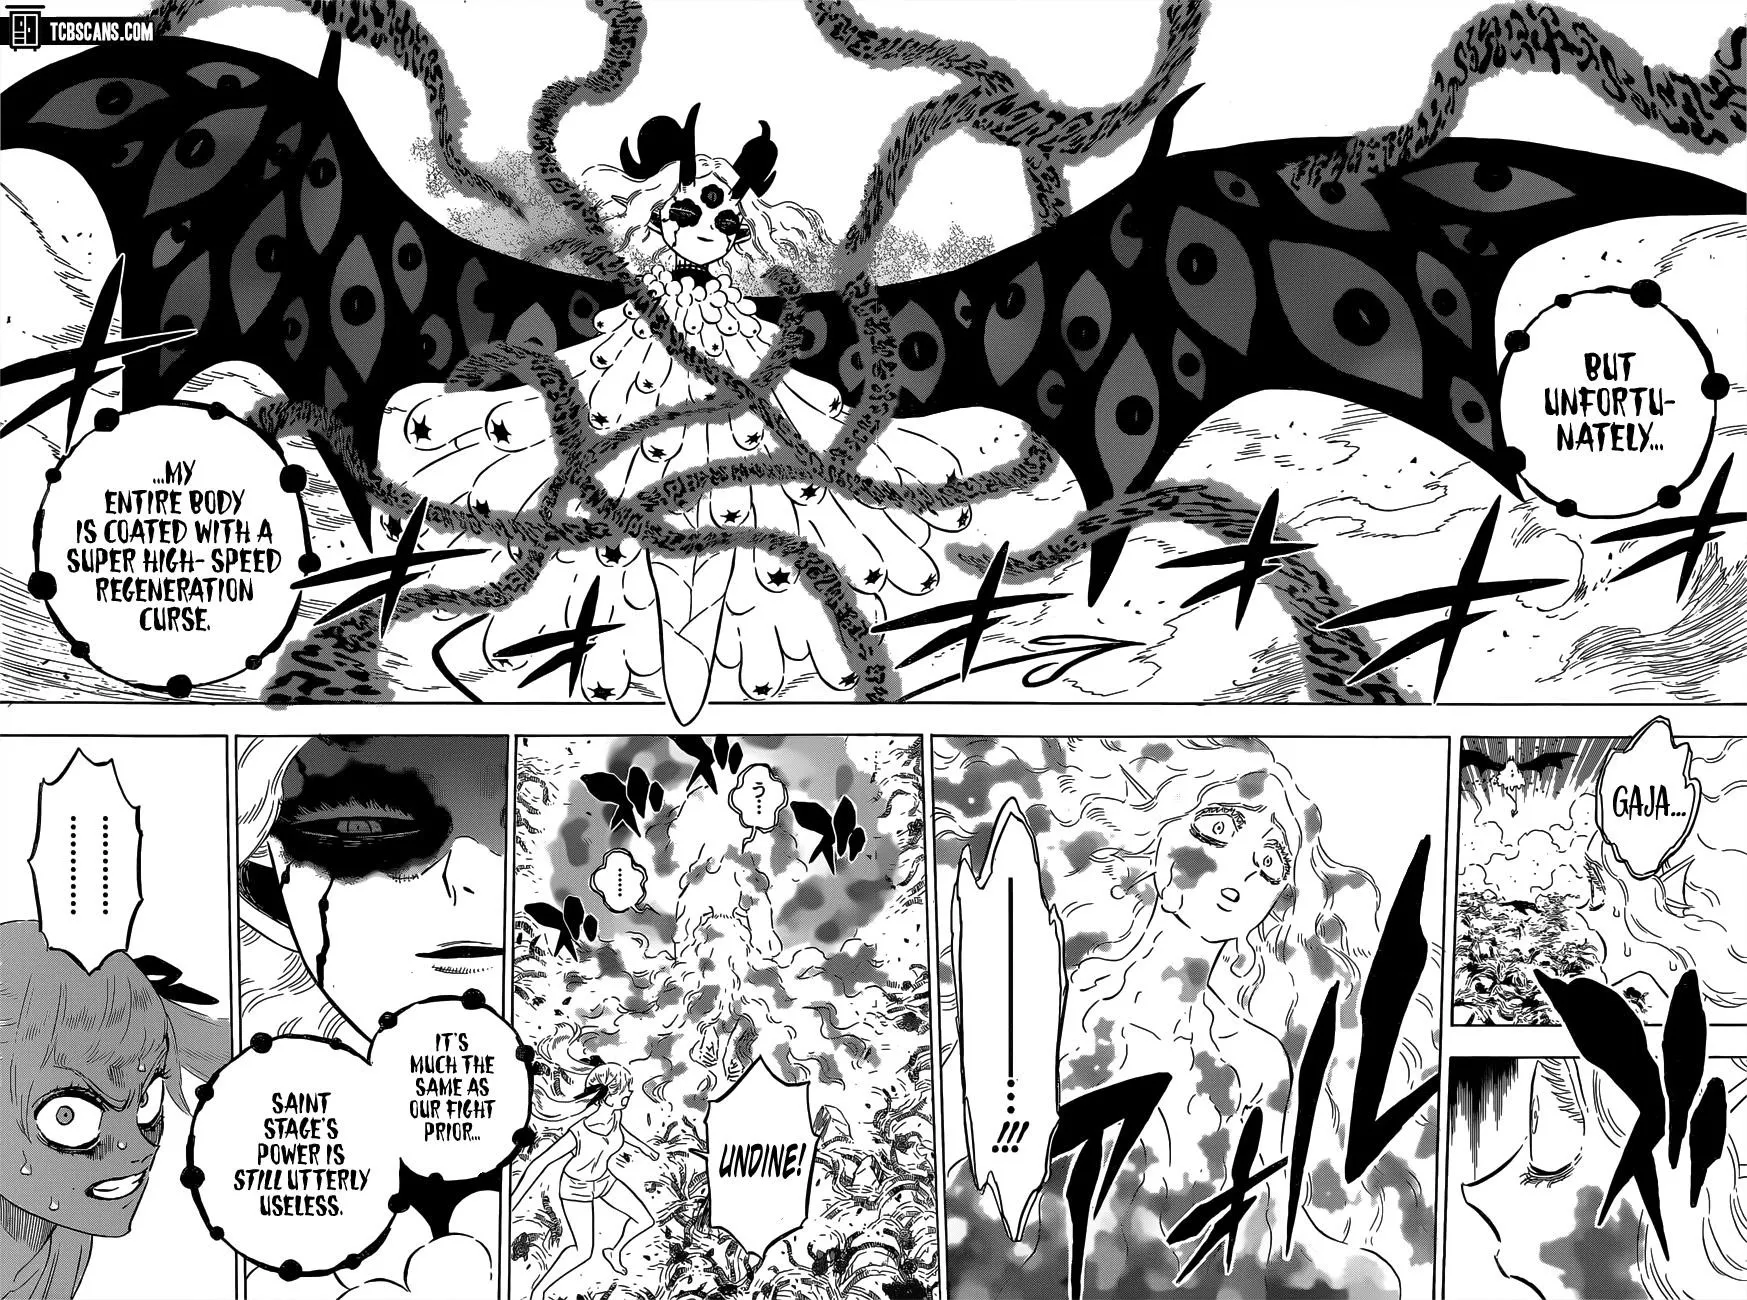 TCBSCANS.COM
BUT
UNFORTU-
NATELY...
...MY
ENTIRE BODY
IS COATED WITH A
SUPER HIGH-SPEED
REGENERATION
CURSE.
GAJA...
......!!!
う...
......
UNDINE!
IT'S
MUCH THE
SAME AS
OUR FIGHT
PRIOR...
SAINT
STAGE'S
POWER IS
STILL UTTERLY
USELESS.
............